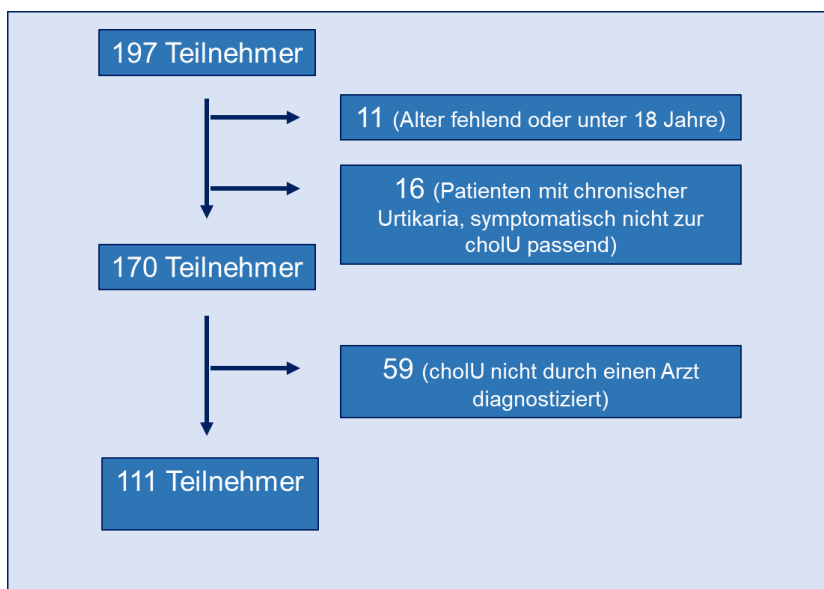 197 Teilnehmer
11 (Alter fehlend oder unter 18 Jahre)
16 (Patienten mit chronischer
Urtikaria, symptomatisch nicht zur
cholU passend)
170 Teilnehmer
59 (cholU nicht durch einen Arzt
diagnostiziert)
111 Teilnehmer